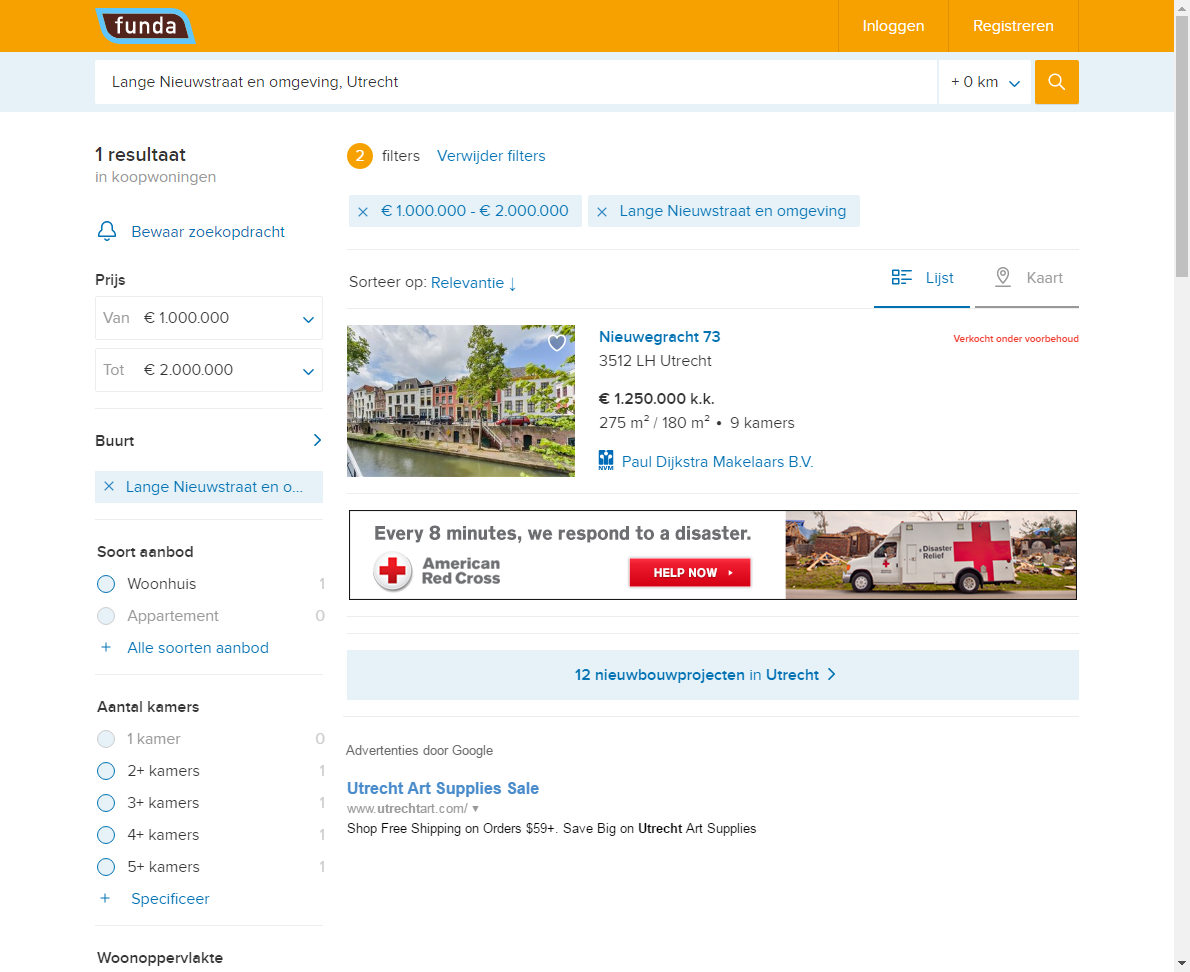 funda
Inloggen
Registreren
Lange Nieuwstraat en omgeving, Utrecht
+ 0 km
1 resultaat
in koopwoningen
Bewaar zoekopdracht
Prijs
Van € 1.000.000
Tot € 2.000.000
Buurt
× Lange Nieuwstraat en o...
Soort aanbod
Woonhuis 1
Appartement 0
+ Alle soorten aanbod
Aantal kamers
1 kamer 0
2+ kamers 1
3+ kamers 1
4+ kamers 1
5+ kamers 1
+ Specificeer
Woonoppervlakte
2 filters Verwijder filters
× € 1.000.000 - € 2.000.000 × Lange Nieuwstraat en omgeving
Sorteer op: Relevantie ↓
Lijst
Kaart
Nieuwegracht 73
Verkocht onder voorbehoud
3512 LH Utrecht
€ 1.250.000 k.k.
275 m² / 180 m² • 9 kamers
NVM Paul Dijkstra Makelaars B.V.
Every 8 minutes, we respond to a disaster.
American
Red Cross
HELP NOW
Disaster
Relief
12 nieuwbouwprojecten in Utrecht
Advertenties door Google
Utrecht Art Supplies Sale
www.utrechtart.com/ ▼
Shop Free Shipping on Orders $59+. Save Big on Utrecht Art Supplies